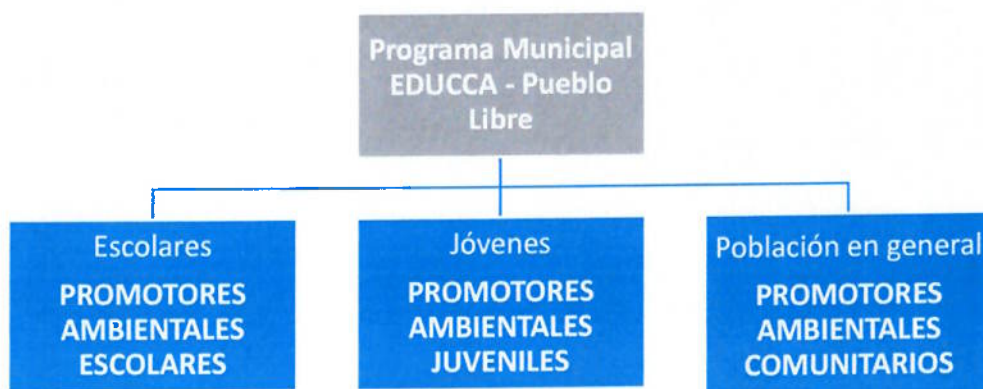 Programa Municipal
EDUCCA - Pueblo
Libre
Escolares
PROMOTORES
AMBIENTALES
ESCOLARES
Jóvenes
PROMOTORES
AMBIENTALES
JUVENILES
Población en general
PROMOTORES
AMBIENTALES
COMUNITARIOS